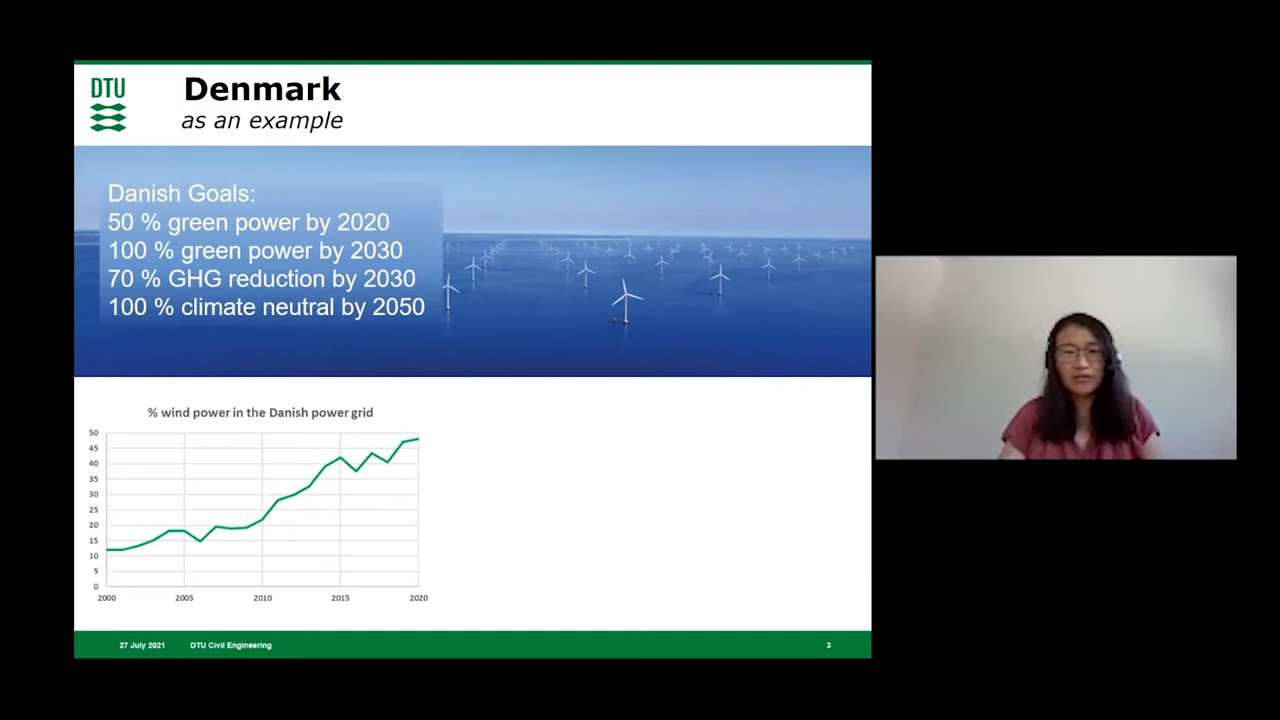 DTU
Denmark
as an example
Danish Goals:
50 % green power by 2020
100 % green power by 2030
70 % GHG reduction by 2030
100 % climate neutral by 2050
% wind power in the Danish power grid
50
45
40
35
30
25
20
15
10
5
0
2000 2005 2010 2015 2020
27 July 2021 DTU Civil Engineering 3